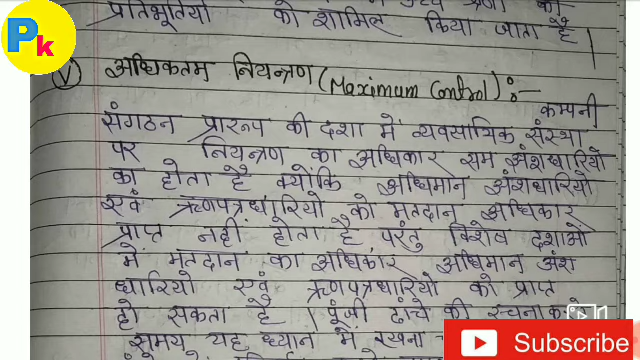 प्रतिभूतियो को शामिल किया जाता है।
Pk
(V) अधिकतम नियन्त्रण (Maximum Control) :—
कम्पनी
संगठन प्रारूप की दशा में व्यवसायिक संस्था
पर नियन्त्रण का अधिकार सम अंशधारियो
का होता है क्योंकि अधिमान अंशधारियो
एवं ऋणपत्रधारियो को मतदान अधिकार
प्राप्त नहीं होता है परंतु विशेष दशाओं
में मतदान का अधिकार अधिमान अंश
धारियो एवं ऋणपत्रधारियो को प्राप्त
हो सकता है। पूंजी ढांचे की रचना
समय यह ध्यान में रखना
Subscribe